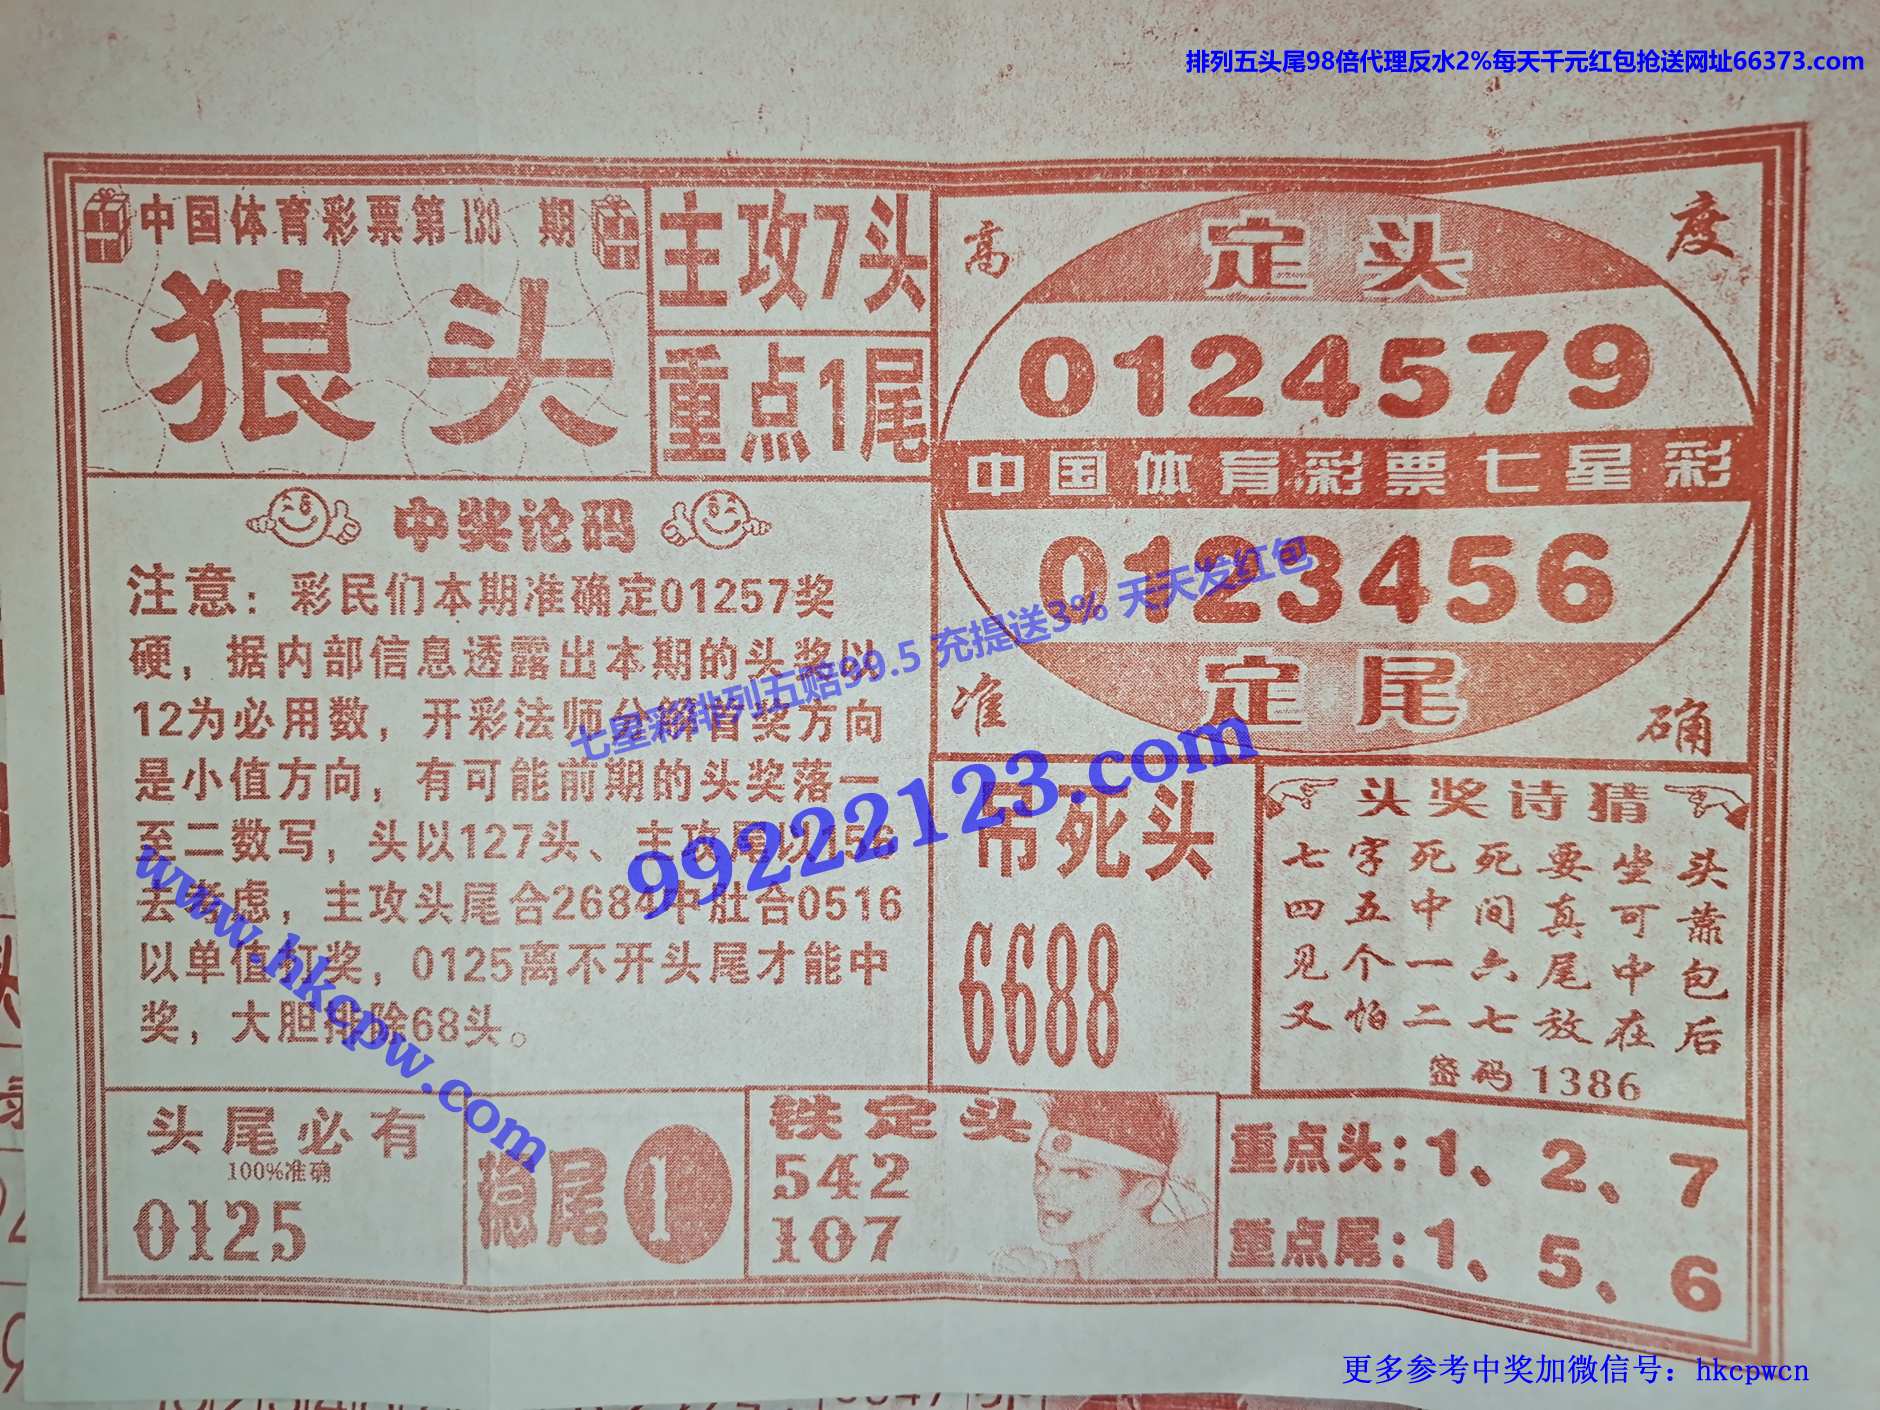 排列五头尾98倍代理反水2%每天千元红包抢送网址66373.com
中国体育彩票第138期
狼头
主攻7头
重点1尾
高度
定头
0124579
中国体育彩票七星彩
0123456
定尾
准确
中奖论码
注意：彩民们本期准确定01257奖
硬，据内部信息透露出本期的头奖以
12为必用数，开彩法师分解首奖方向
是小值方向，有可能前期的头奖落一
至二数写，头以127头、主攻用以156
去考虑，主攻头尾合2684中肚合0516
以单值打奖，0125离不开头尾才能中
奖，大胆排除68头。
七星彩排列五赔99.5 充提送3% 天天发红包
99222123.com
www.hkcpw.com
吊死头
6688
头奖诗猜
七字死死要坐头
四五中间真可靠
见个一六尾中包
又怕二七放在后
密码1386
头尾必有
100%准确
0125
稳尾1
铁定头
542
107
重点头：1、2、7
重点尾：1、5、6
更多参考中奖加微信号：hkcpwcn